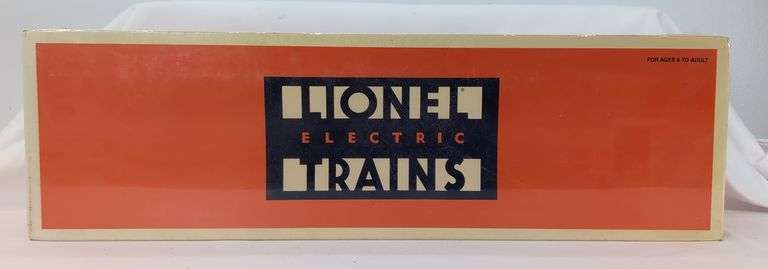 FOR AGES 8 TO ADULT
LIONEL®
ELECTRIC
TRAINS